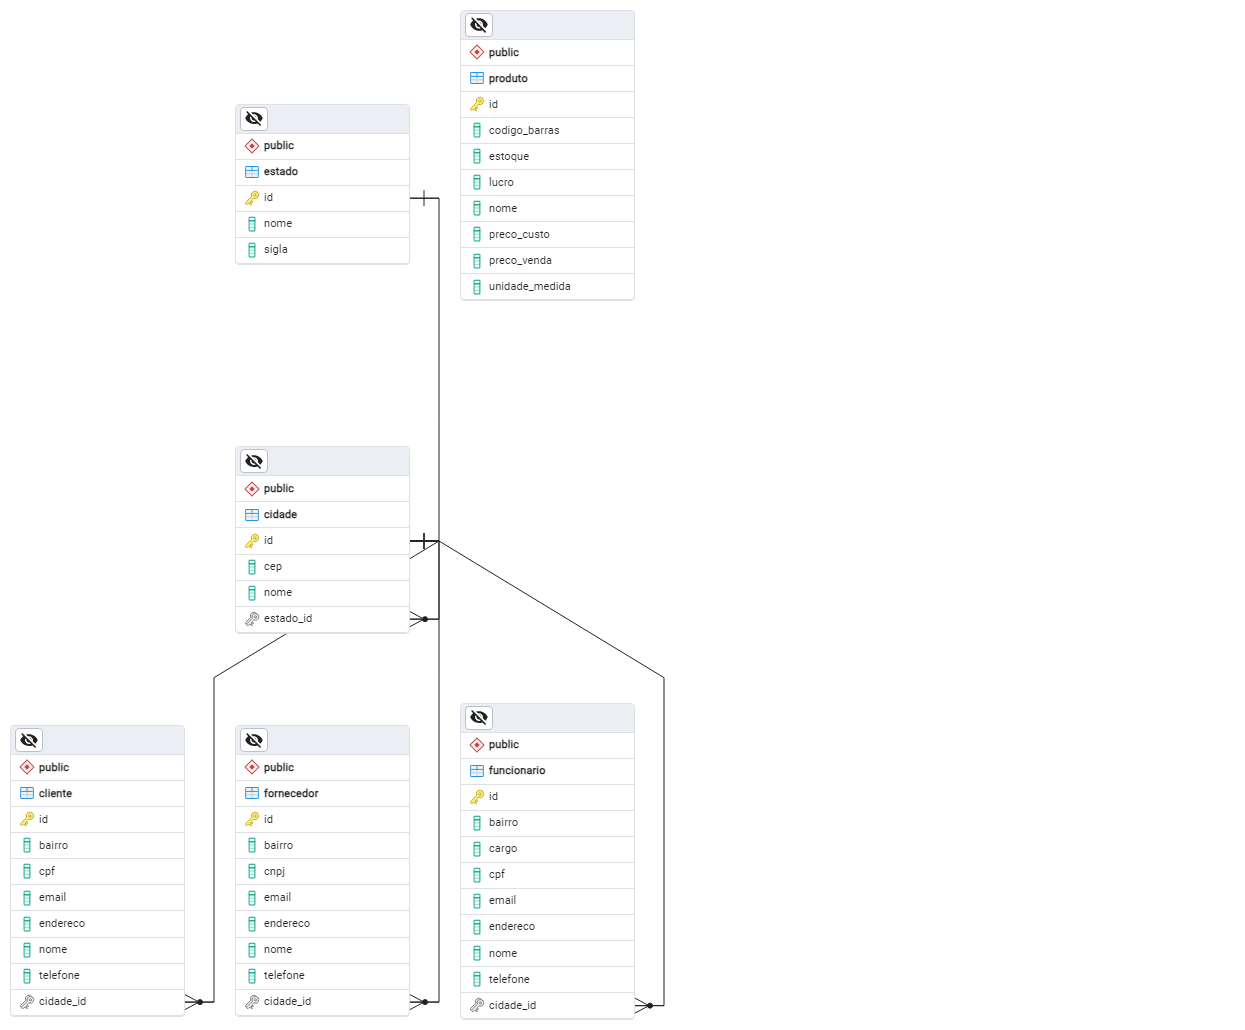 public
produto
id
codigo_barras
estoque
lucro
nome
preco_custo
preco_venda
unidade_medida
public
estado
id
nome
sigla
public
cidade
id
cep
nome
estado_id
public
cliente
id
bairro
cpf
email
endereco
nome
telefone
cidade_id
public
fornecedor
id
bairro
cnpj
email
endereco
nome
telefone
cidade_id
public
funcionario
id
bairro
cargo
cpf
email
endereco
nome
telefone
cidade_id